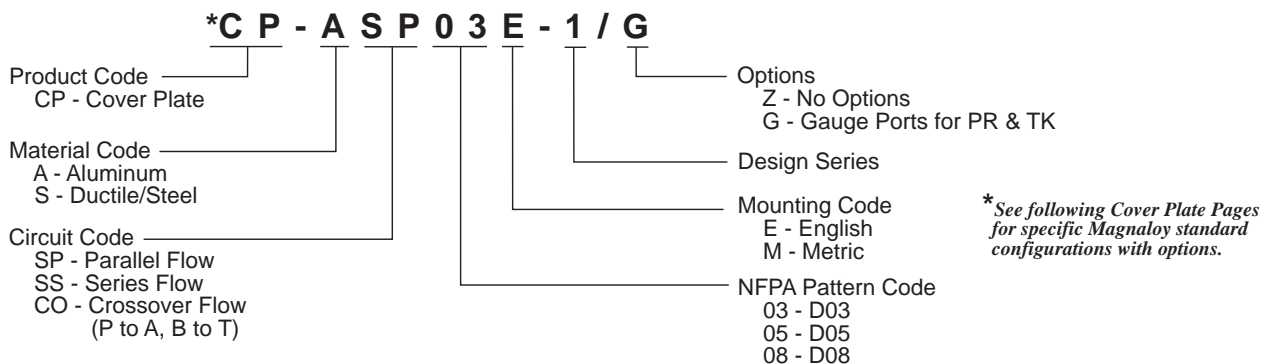 *CP-ASP03E-1/G
Product Code
CP - Cover Plate
Material Code
A - Aluminum
S - Ductile/Steel
Circuit Code
SP - Parallel Flow
SS - Series Flow
CO - Crossover Flow
(P to A, B to T)
Options
Z - No Options
G - Gauge Ports for PR & TK
Design Series
Mounting Code
E - English
M - Metric
NFPA Pattern Code
03 - D03
05 - D05
08 - D08
*See following Cover Plate Pages
for specific Magnaloy standard
configurations with options.